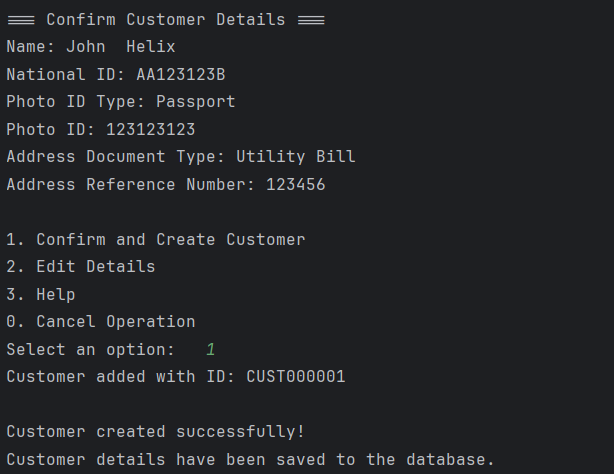 === Confirm Customer Details ===
Name: John  Helix
National ID: AA123123B
Photo ID Type: Passport
Photo ID: 123123123
Address Document Type: Utility Bill
Address Reference Number: 123456
1. Confirm and Create Customer
2. Edit Details
3. Help
0. Cancel Operation
Select an option:   1
Customer added with ID: CUST000001
Customer created successfully!
Customer details have been saved to the database.